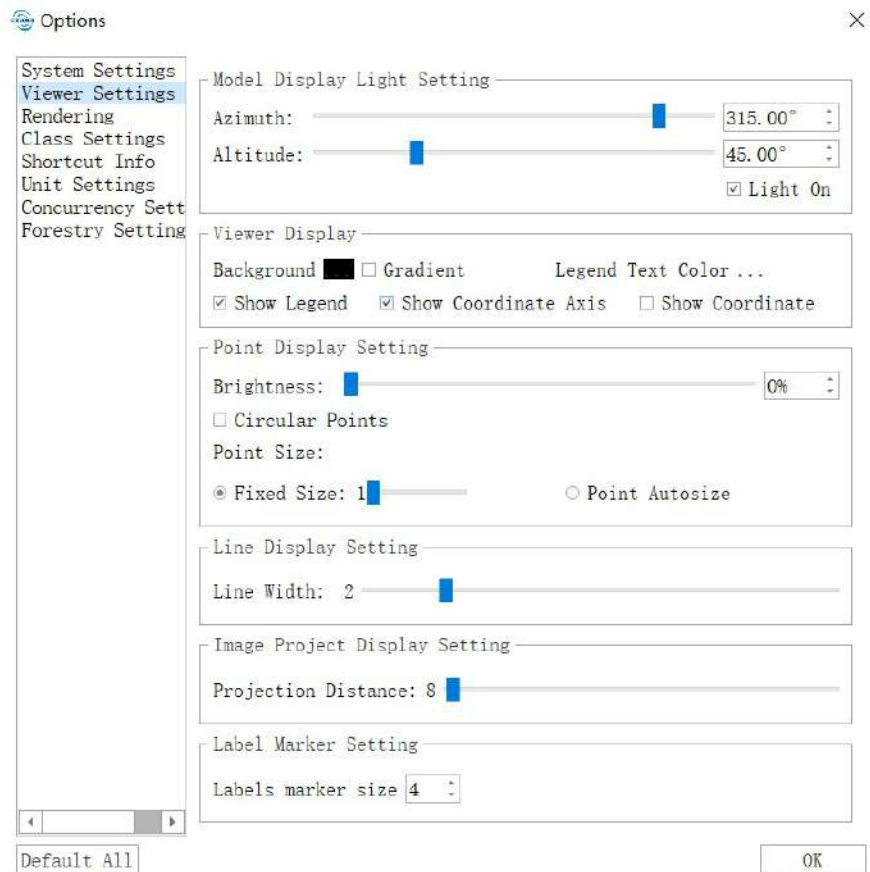 Options
System Settings
Viewer Settings
Rendering
Class Settings
Shortcut Info
Unit Settings
Concurrency Sett
Forestry Setting
Model Display Light Setting
Azimuth: 315.00°
Altitude: 45.00°
Light On
Viewer Display
Background ... Gradient Legend Text Color ...
Show Legend Show Coordinate Axis Show Coordinate
Point Display Setting
Brightness: 0%
Circular Points
Point Size:
Fixed Size: 1 Point Autosize
Line Display Setting
Line Width: 2
Image Project Display Setting
Projection Distance: 8
Label Marker Setting
Labels marker size 4
Default All OK